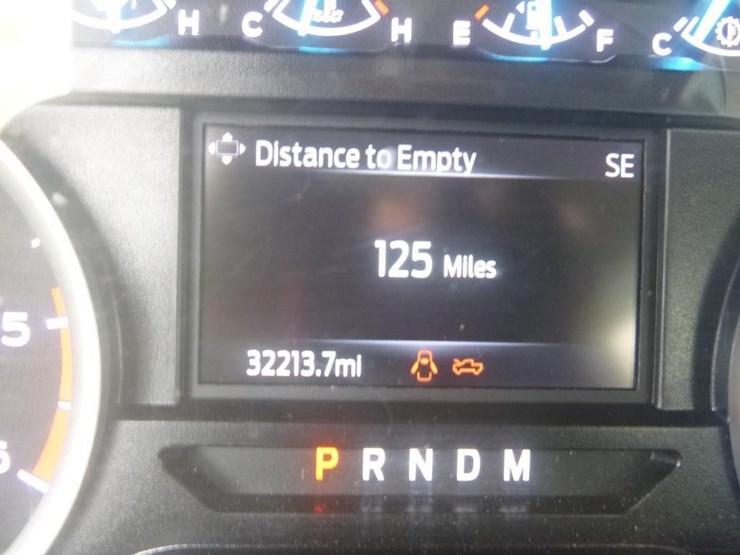 H C H E F C
Distance to Empty SE
125 Miles
32213.7mi
5
P R N D M